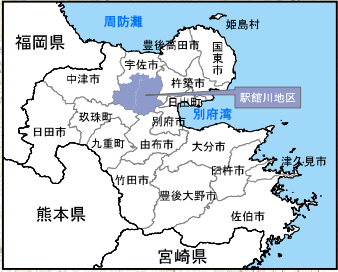 周防灘
姫島村
福岡県
豊後高田市
国東市
宇佐市
中津市
杵築市
駅館川地区
日出町
玖珠町
別府市
別府湾
日田市
九重町
由布市
大分市
津久見市
臼杵市
竹田市
豊後大野市
熊本県
佐伯市
宮崎県